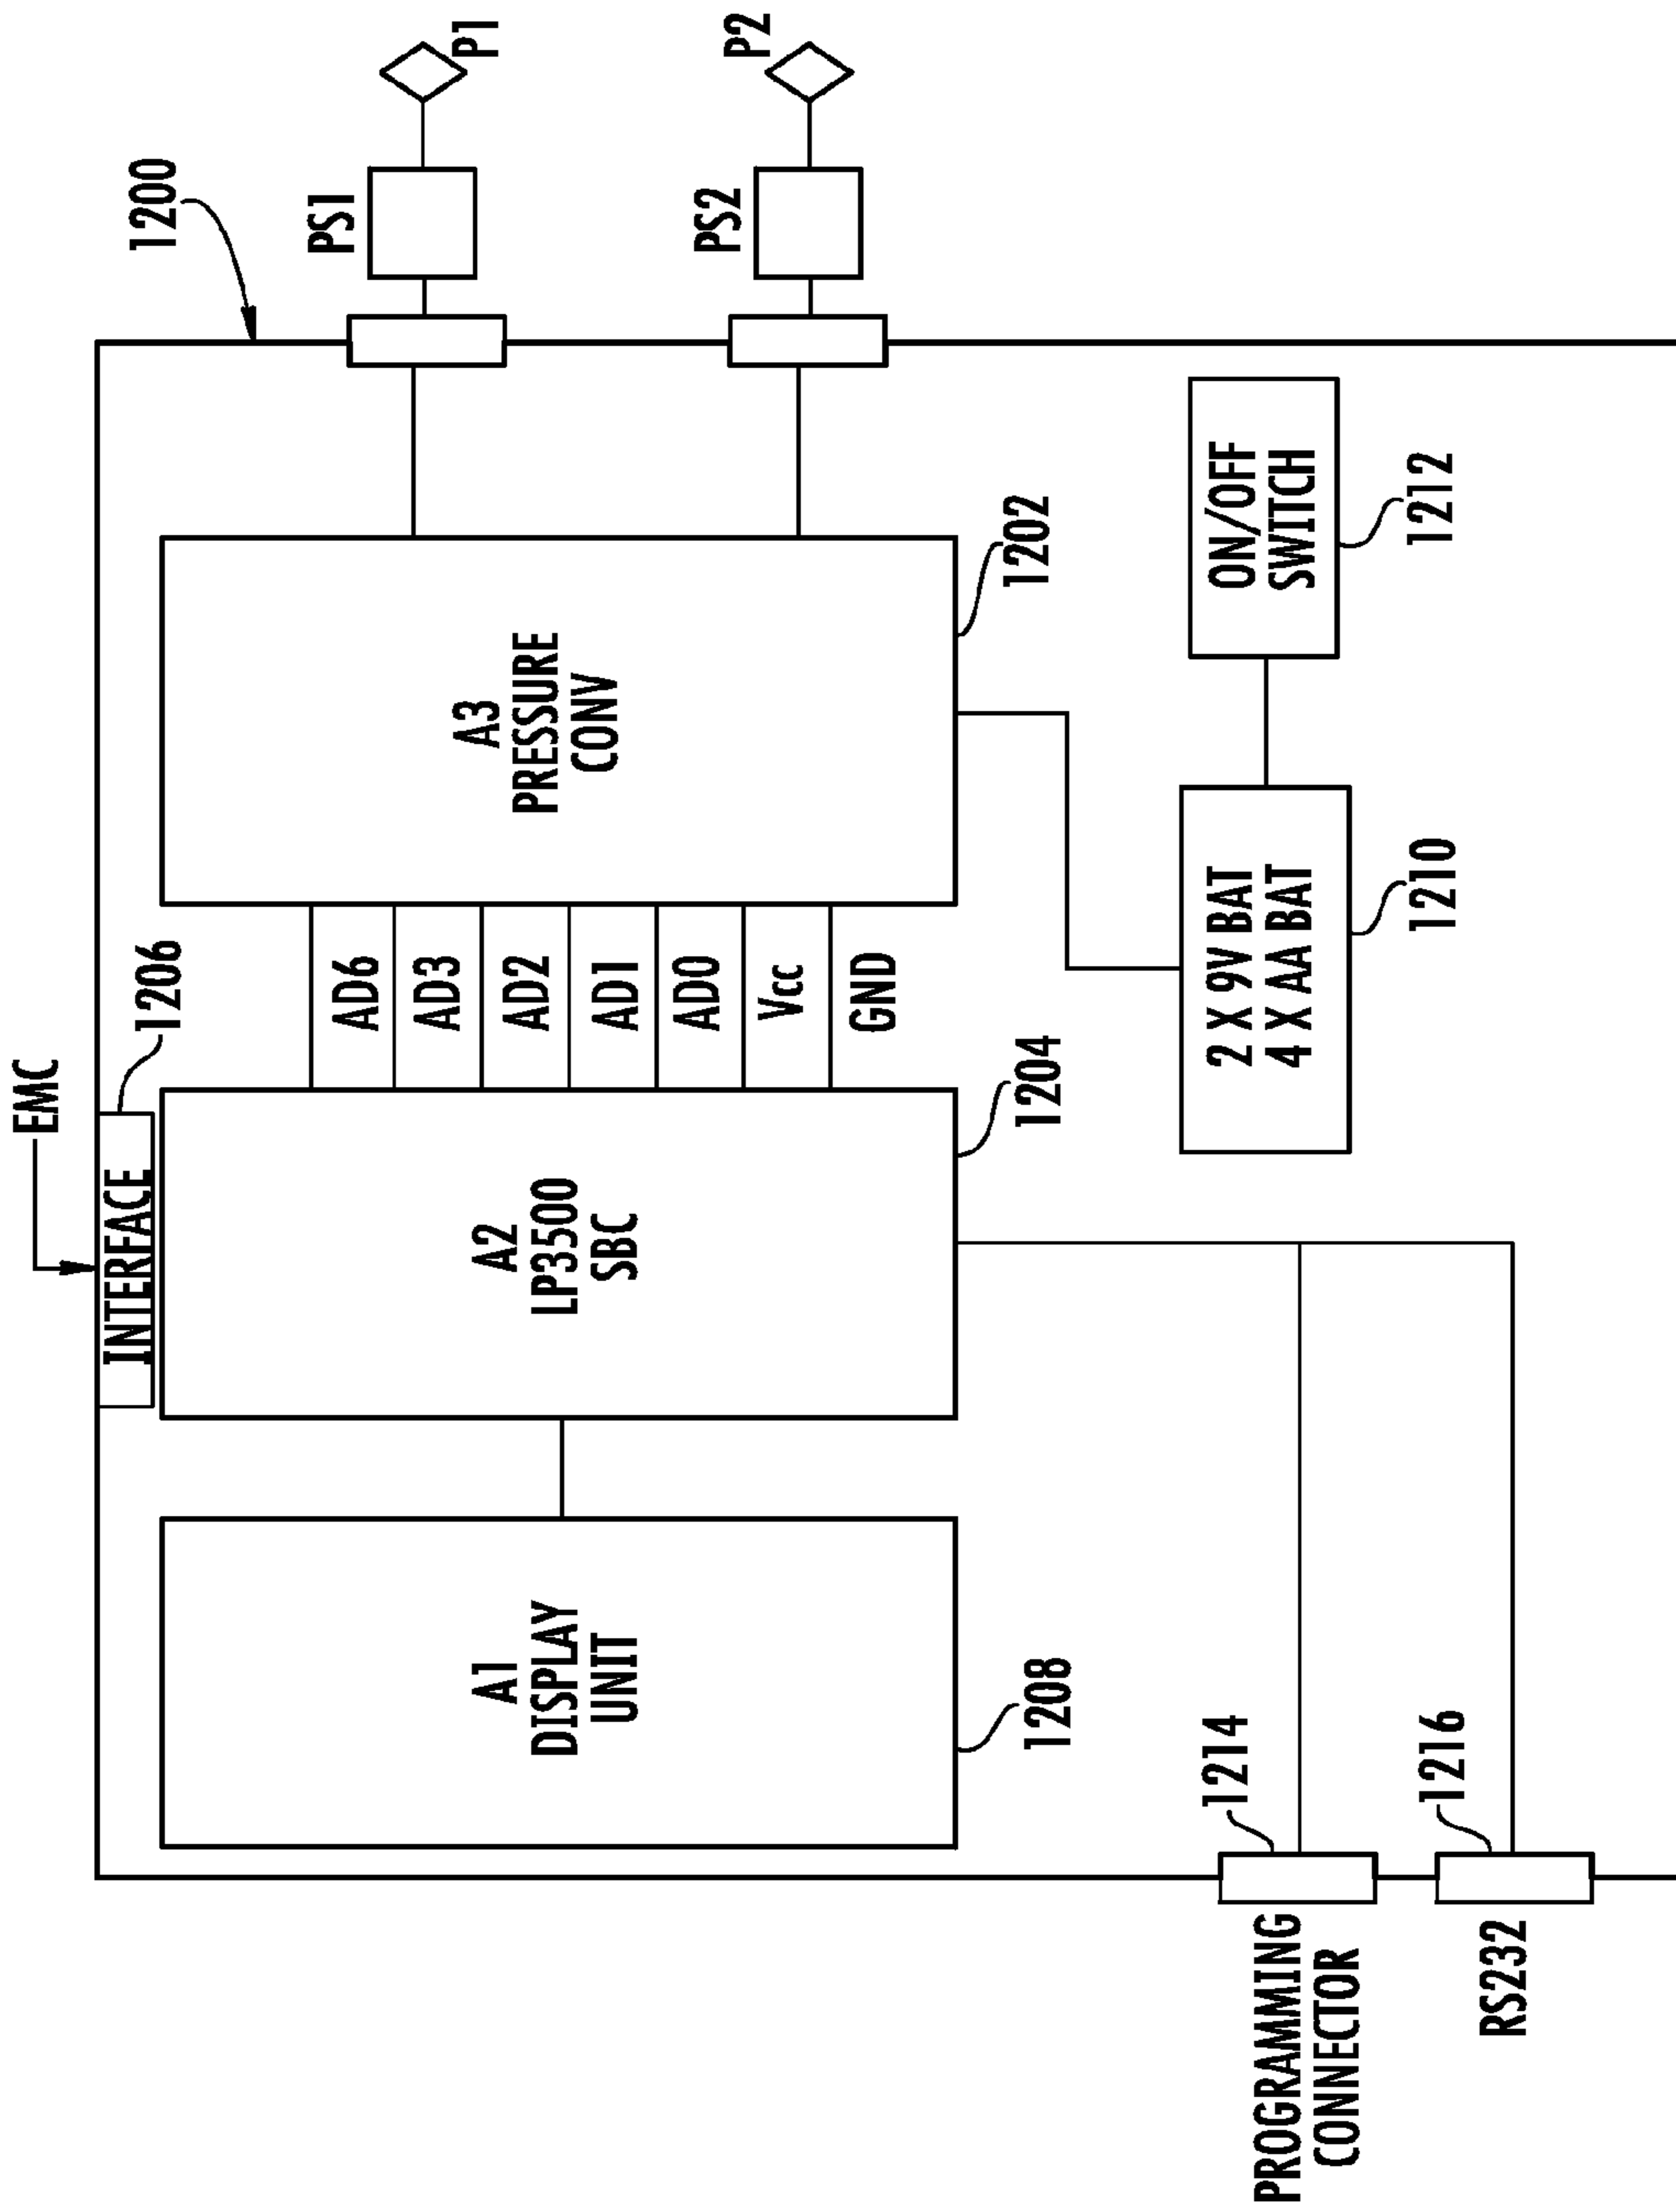 EMC
1206
INTERFACE
1200
P1
PS1
P2
PS2
A1
DISPLAY
UNIT
1208
A2
LP3500
SBC
1204
AD6
AD3
AD2
AD1
AD0
Vcc
GND
A3
PRESSURE
CONV
1202
2 X 9V BAT
4 X AA BAT
1210
ON/OFF
SWITCH
1212
1214
PROGRAMMING
CONNECTOR
1216
RS232